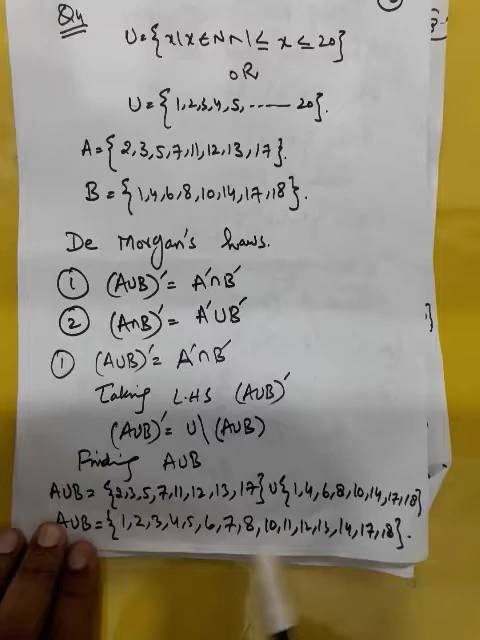 Q4
U={x|x∈N∧1≤ x ≤20}
OR
U={1,2,3,4,5,------ 20}.
A={2,3,5,7,11,12,13,17}.
B={1,4,6,8,10,14,17,18}.
De Morgan's Laws.
① (A∪B)′= A′∩B′
② (A∩B)′= A′∪B′
① (A∪B)′= A′∩B′
Taking L.H.S (A∪B)′
(A∪B)′= U\(A∪B)
Finding A∪B
A∪B={2,3,5,7,11,12,13,17}∪{1,4,6,8,10,14,17,18}
A∪B={1,2,3,4,5,6,7,8,10,11,12,13,14,17,18}.